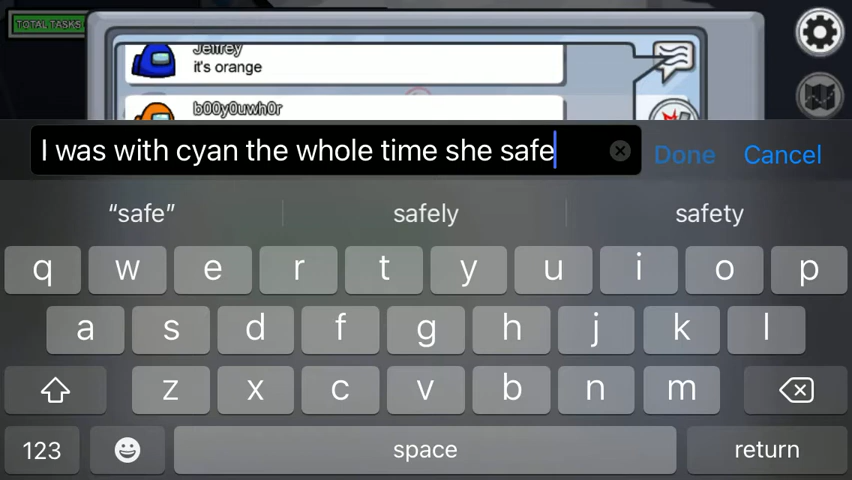 TOTAL TASKS
Jeffrey
it's orange
b00y0uwh0r
I was with cyan the whole time she safe
Done
Cancel
“safe”
safely
safety
q w e r t y u i o p
a s d f g h j k l
z x c v b n m
123
space
return